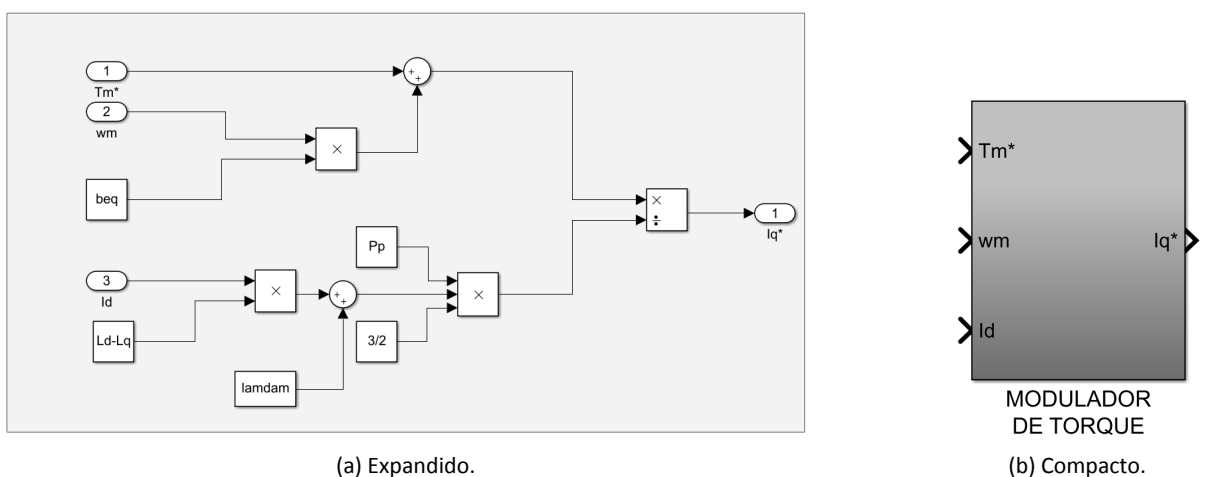 1
Tm*
2
wm
beq
+
+
×
Pp
3
Id
Ld-Lq
×
+
+
3/2
×
lamdam
×
÷
1
Iq*
(a) Expandido.
Tm*
wm
Id
Iq*
MODULADOR
DE TORQUE
(b) Compacto.